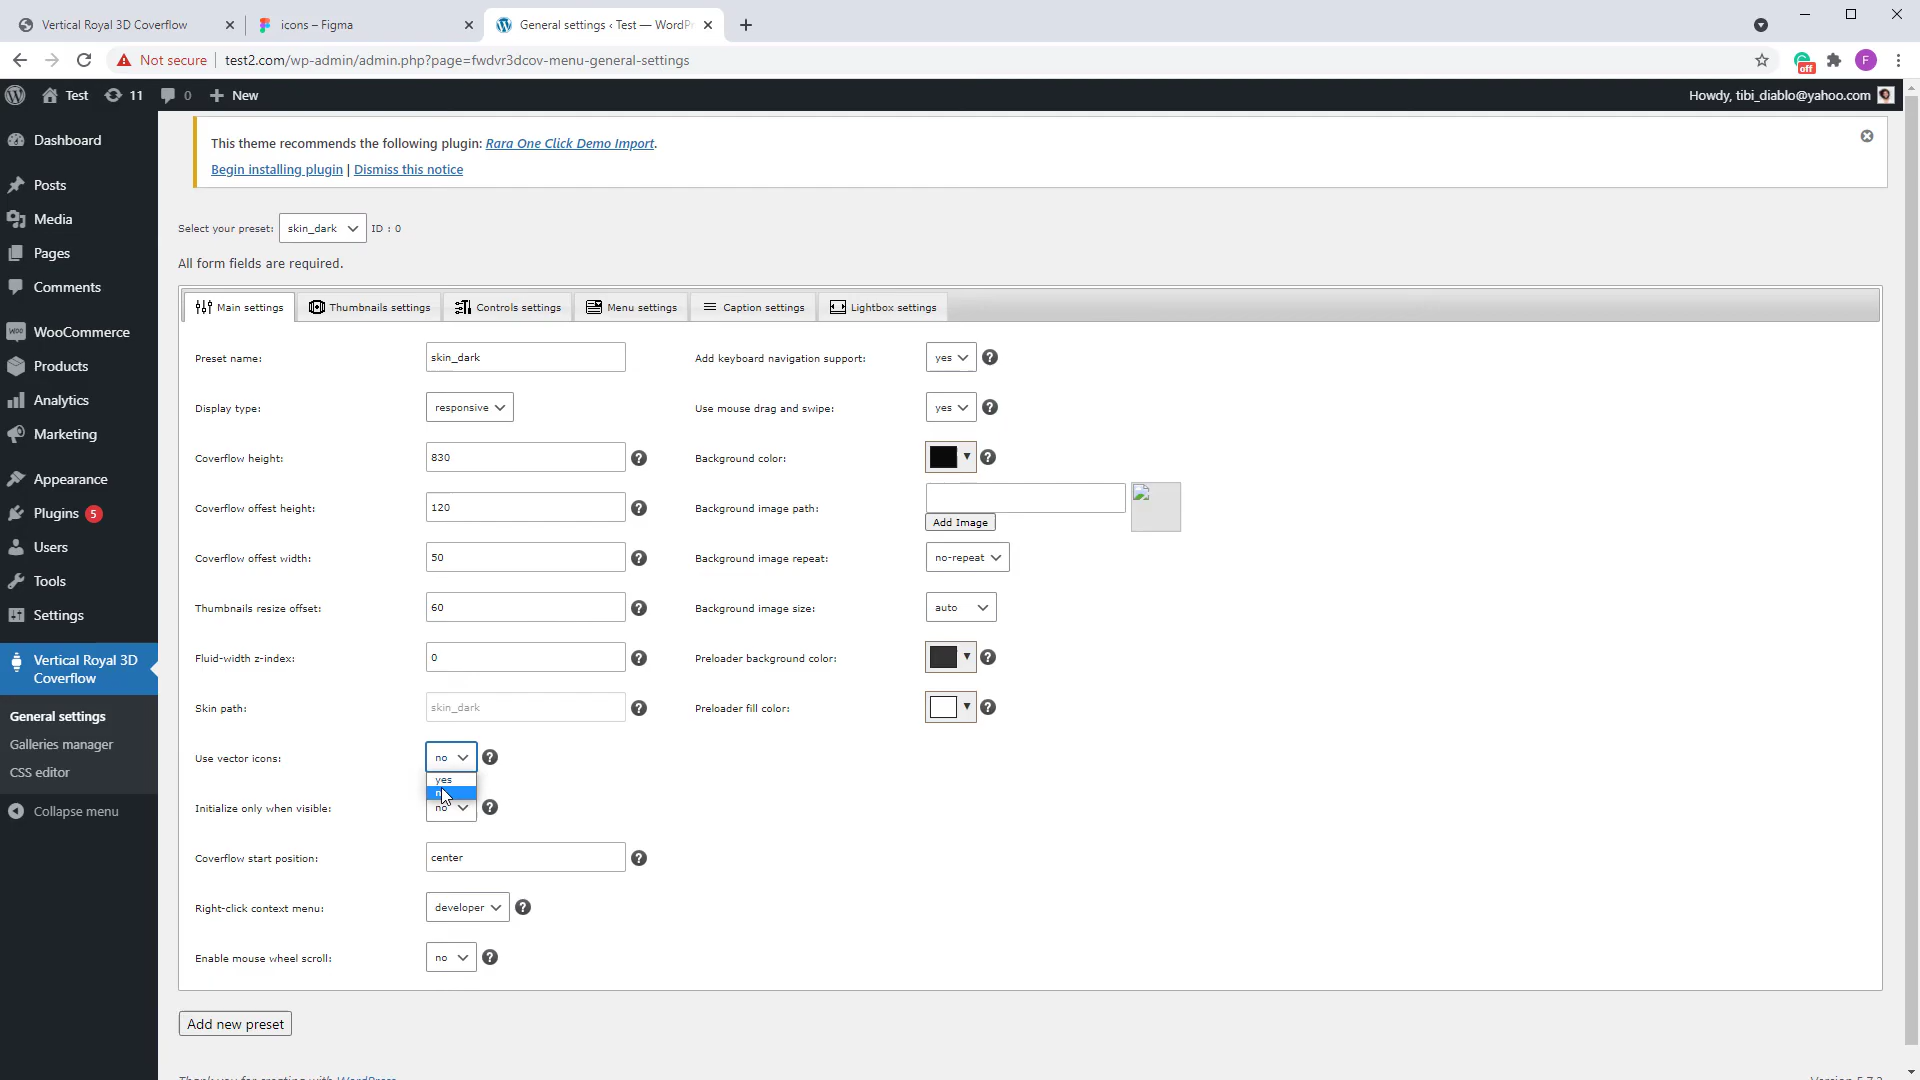 Vertical Royal 3D Coverflow
icons – Figma
General settings ‹ Test — WordPr
Not secure
test2.com/wp-admin/admin.php?page=fwdvr3dcov-menu-general-settings
off
F
Test
11
0
New
Howdy, tibi_diablo@yahoo.com
Dashboard
Posts
Media
Pages
Comments
WooCommerce
Products
Analytics
Marketing
Appearance
Plugins 5
Users
Tools
Settings
Vertical Royal 3D
Coverflow
General settings
Galleries manager
CSS editor
Collapse menu
This theme recommends the following plugin: Rara One Click Demo Import.
Begin installing plugin | Dismiss this notice
Select your preset: skin_dark ID : 0
All form fields are required.
Main settings
Thumbnails settings
Controls settings
Menu settings
Caption settings
Lightbox settings
Preset name: skin_dark
Display type: responsive
Coverflow height: 830
Coverflow offest height: 120
Coverflow offest width: 50
Thumbnails resize offset: 60
Fluid-width z-index: 0
Skin path: skin_dark
Use vector icons: no
yes
Initialize only when visible: no
Coverflow start position: center
Right-click context menu: developer
Enable mouse wheel scroll: no
Add keyboard navigation support: yes
Use mouse drag and swipe: yes
Background color:
Background image path:
Add Image
Background image repeat: no-repeat
Background image size: auto
Preloader background color:
Preloader fill color:
Add new preset
Thank you for creating with WordPress
Version 5.7.2